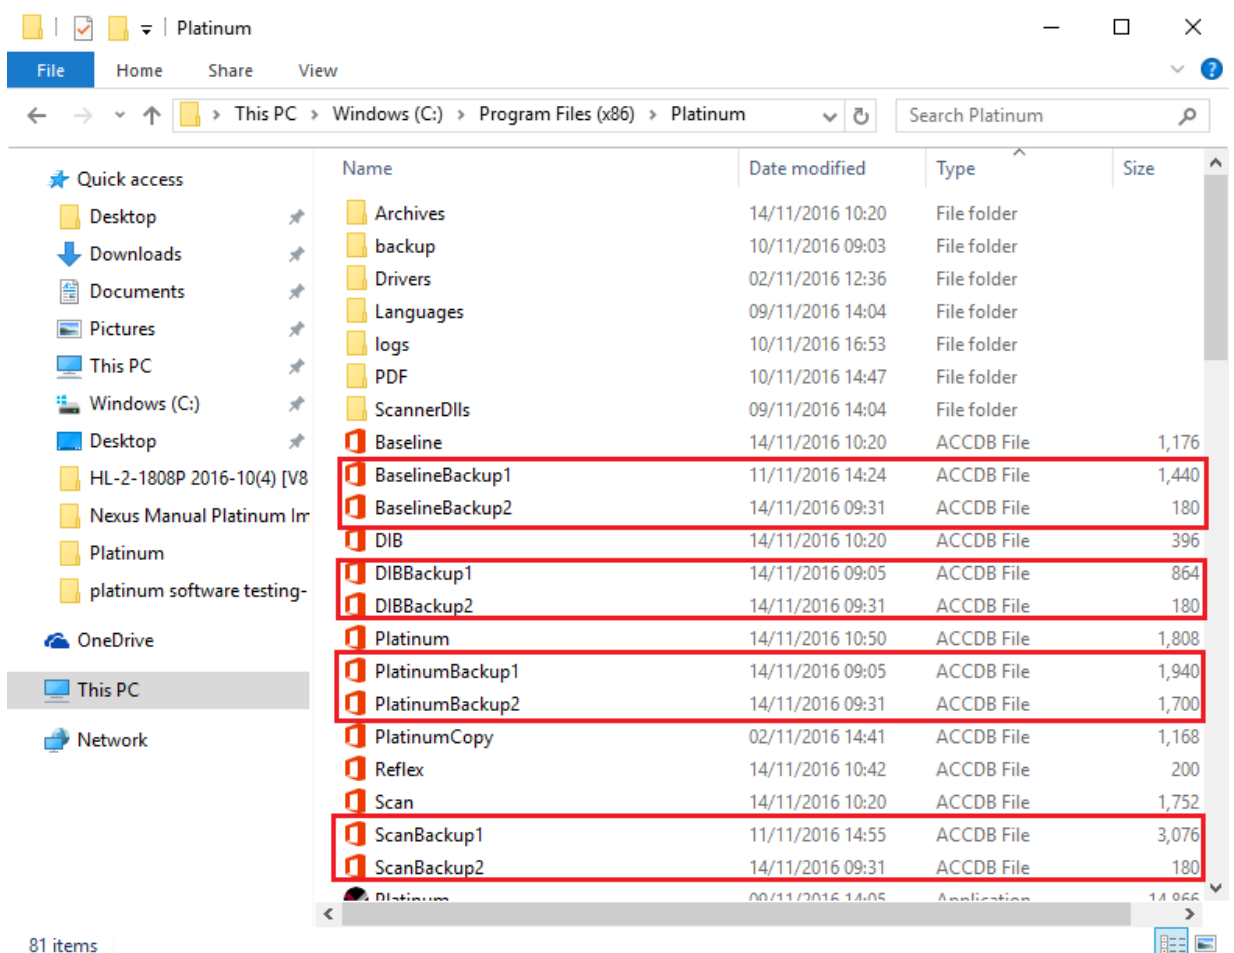 Platinum
File Home Share View
This PC Windows (C:) Program Files (x86) Platinum Search Platinum
Name Date modified Type Size
Quick access
Desktop
Downloads
Documents
Pictures
This PC
Windows (C:)
Desktop
HL-2-1808P 2016-10(4) [V8
Nexus Manual Platinum Im
Platinum
platinum software testing-
OneDrive
This PC
Network
Archives 14/11/2016 10:20 File folder
backup 10/11/2016 09:03 File folder
Drivers 02/11/2016 12:36 File folder
Languages 09/11/2016 14:04 File folder
logs 10/11/2016 16:53 File folder
PDF 10/11/2016 14:47 File folder
ScannerDlls 09/11/2016 14:04 File folder
Baseline 14/11/2016 10:20 ACCDB File 1,176
BaselineBackup1 11/11/2016 14:24 ACCDB File 1,440
BaselineBackup2 14/11/2016 09:31 ACCDB File 180
DIB 14/11/2016 10:20 ACCDB File 396
DIBBackup1 14/11/2016 09:05 ACCDB File 864
DIBBackup2 14/11/2016 09:31 ACCDB File 180
Platinum 14/11/2016 10:50 ACCDB File 1,808
PlatinumBackup1 14/11/2016 09:05 ACCDB File 1,940
PlatinumBackup2 14/11/2016 09:31 ACCDB File 1,700
PlatinumCopy 02/11/2016 14:41 ACCDB File 1,168
Reflex 14/11/2016 10:42 ACCDB File 200
Scan 14/11/2016 10:20 ACCDB File 1,752
ScanBackup1 11/11/2016 14:55 ACCDB File 3,076
ScanBackup2 14/11/2016 09:31 ACCDB File 180
Platinum 09/11/2016 14:05 Application 14,866
81 items